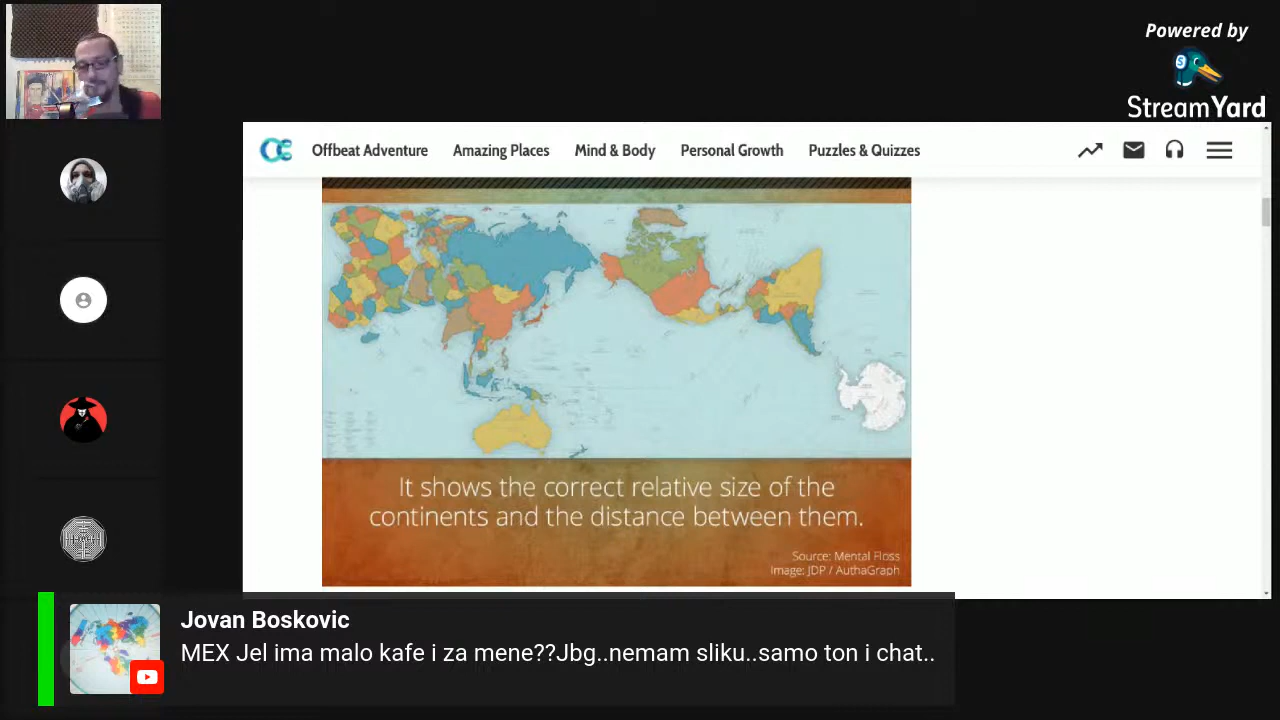 Powered by
StreamYard
Offbeat Adventure Amazing Places Mind & Body Personal Growth Puzzles & Quizzes
It shows the correct relative size of the
continents and the distance between them.
Source: Mental Floss
Image: JDP / AuthaGraph
Jovan Boskovic
MEX Jel ima malo kafe i za mene??Jbg..nemam sliku..samo ton i chat..